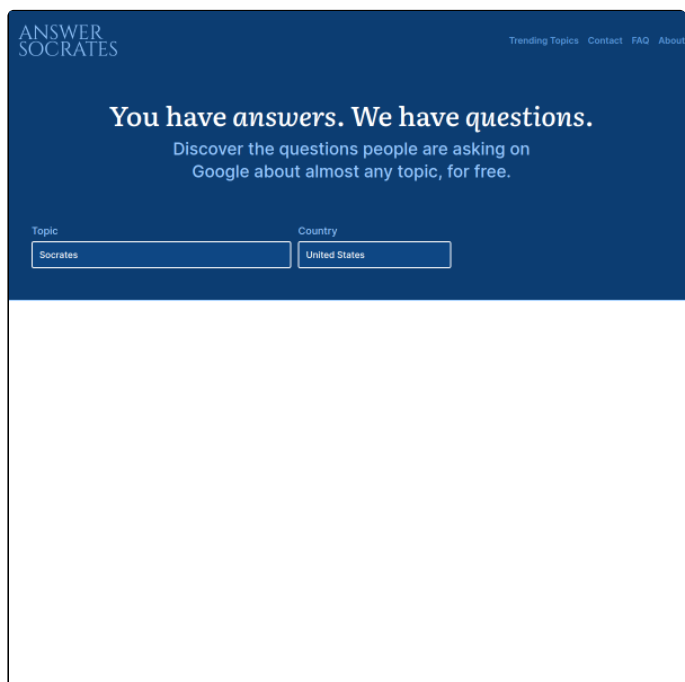 ANSWER
SOCRATES
Trending Topics Contact FAQ About
You have answers. We have questions.
Discover the questions people are asking on
Google about almost any topic, for free.
Topic Country
Socrates United States